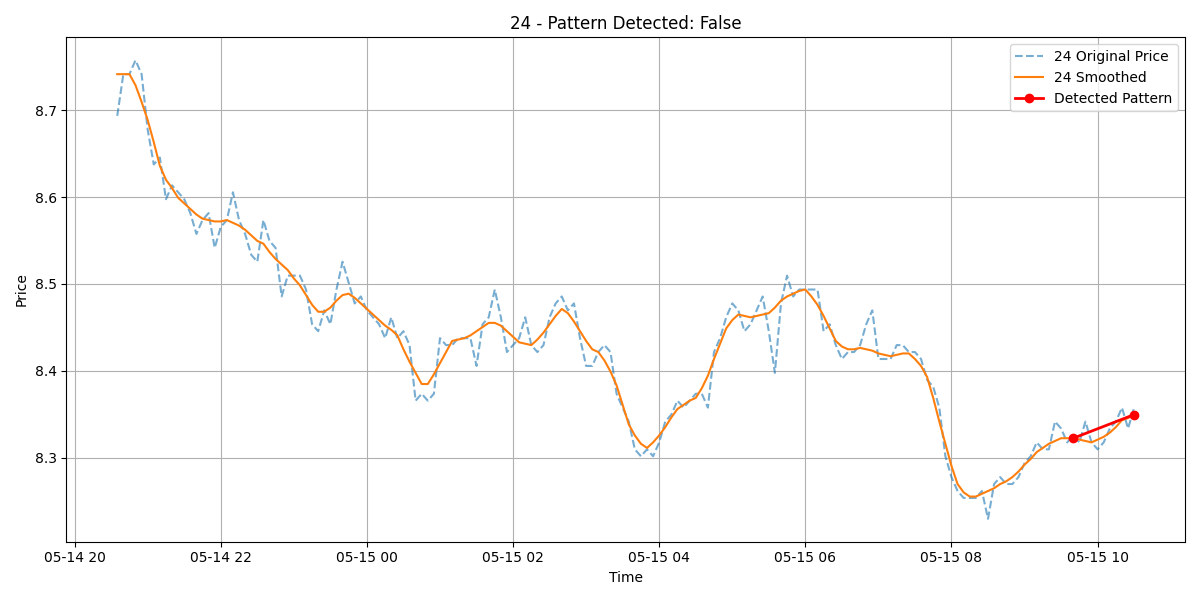 24 - Pattern Detected: False
24 Original Price
24 Smoothed
Detected Pattern
Price
8.7
8.6
8.5
8.4
8.3
05-14 20
05-14 22
05-15 00
05-15 02
05-15 04
05-15 06
05-15 08
05-15 10
Time